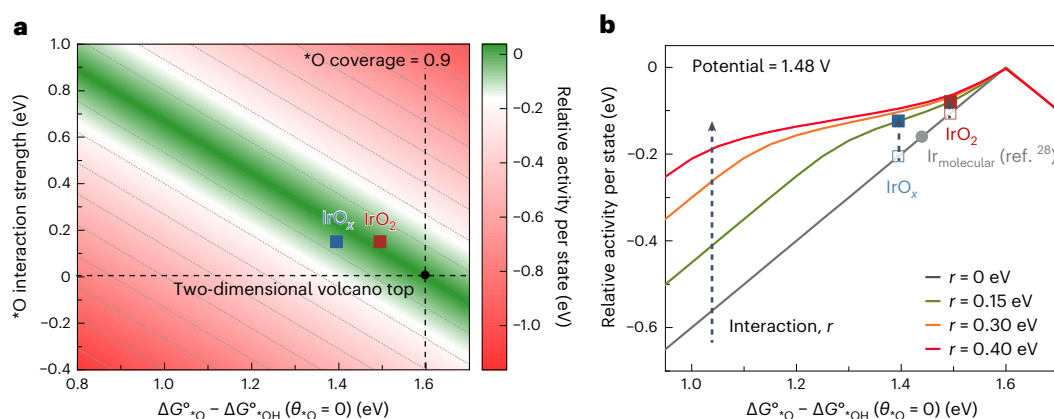 a
*O coverage = 0.9
IrOₓ
IrO₂
Two-dimensional volcano top
1.0
0.8
0.6
0.4
0.2
0
−0.2
−0.4
*O interaction strength (eV)
0.8
1.0
1.2
1.4
1.6
ΔG°*O − ΔG°*OH (θ*O = 0) (eV)
0
−0.2
−0.4
−0.6
−0.8
−1.0
Relative activity per state (eV)
b
Potential = 1.48 V
IrO₂
Ir molecular (ref. ²⁸)
IrOₓ
Interaction, r
r = 0 eV
r = 0.15 eV
r = 0.30 eV
r = 0.40 eV
0
−0.2
−0.4
−0.6
Relative activity per state (eV)
1.0
1.2
1.4
1.6
ΔG°*O − ΔG°*OH (θ*O = 0) (eV)